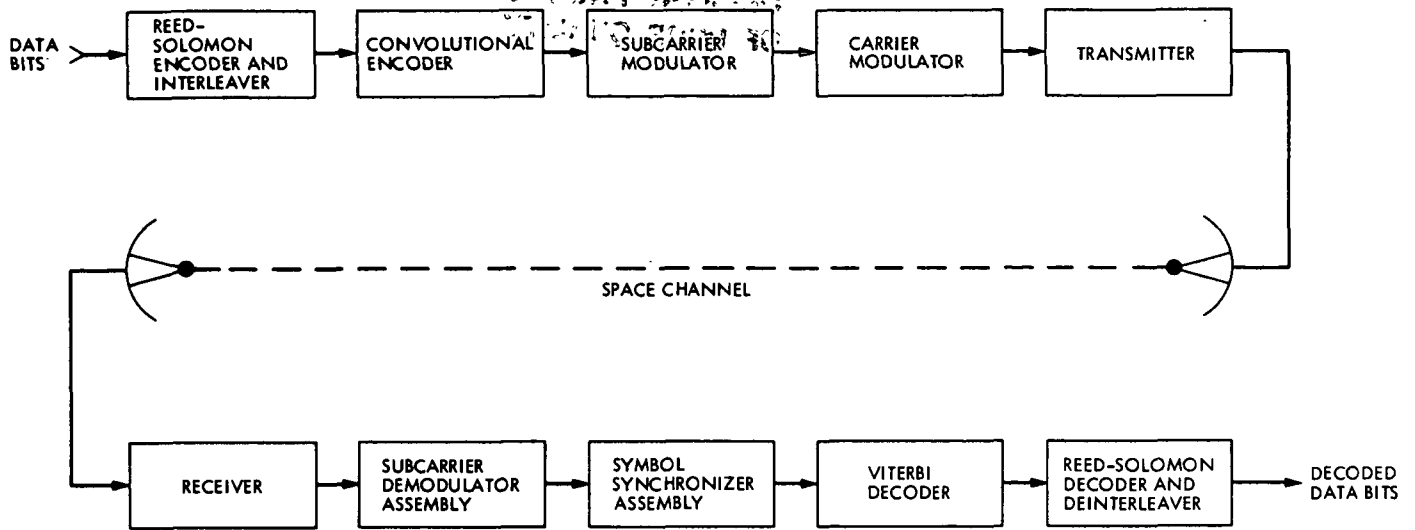 DATA
BITS
REED-
SOLOMON
ENCODER AND
INTERLEAVER
CONVOLUTIONAL
ENCODER
SUBCARRIER
MODULATOR
CARRIER
MODULATOR
TRANSMITTER
SPACE CHANNEL
RECEIVER
SUBCARRIER
DEMODULATOR
ASSEMBLY
SYMBOL
SYNCHRONIZER
ASSEMBLY
VITERBI
DECODER
REED-SOLOMON
DECODER AND
DEINTERLEAVER
DECODED
DATA BITS